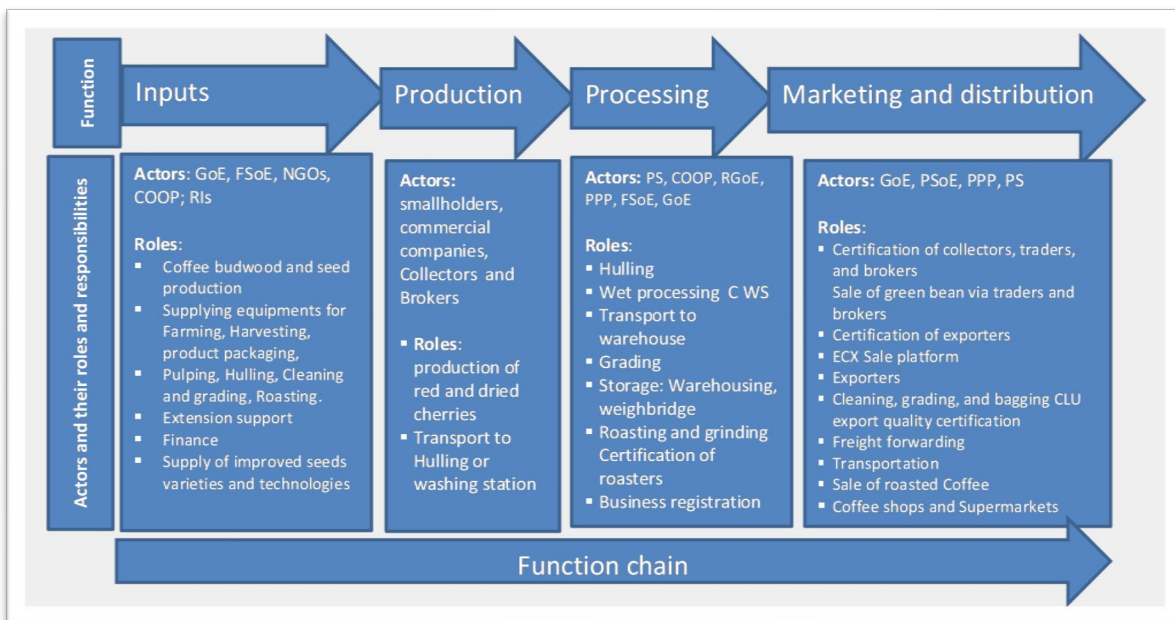 Function
Inputs
Production
Processing
Marketing and distribution
Actors and their roles and responsibilities
Actors: GoE, FSoE, NGOs,
COOP; RIs
Roles:
▪ Coffee budwood and seed
production
▪ Supplying equipments for
Farming, Harvesting,
product packaging,
▪ Pulping, Hulling, Cleaning
and grading, Roasting.
▪ Extension support
▪ Finance
▪ Supply of improved seeds
varieties and technologies
Actors:
smallholders,
commercial
companies,
Collectors and
Brokers
▪ Roles:
production of
red and dried
cherries
▪ Transport to
Hulling or
washing station
Actors: PS, COOP, RGoE,
PPP, FSoE, GoE
Roles:
▪ Hulling
▪ Wet processing C WS
▪ Transport to
warehouse
▪ Grading
▪ Storage: Warehousing,
weighbridge
▪ Roasting and grinding
Certification of
roasters
▪ Business registration
Actors: GoE, PSoE, PPP, PS
Roles:
▪ Certification of collectors, traders,
and brokers
Sale of green bean via traders and
brokers
▪ Certification of exporters
▪ ECX Sale platform
▪ Exporters
▪ Cleaning, grading, and bagging CLU
export quality certification
▪ Freight forwarding
▪ Transportation
▪ Sale of roasted Coffee
▪ Coffee shops and Supermarkets
Function chain